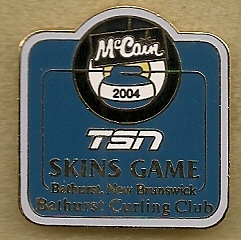 McCain
2004
TSN
SKINS GAME
Bathurst, New Brunswick
Bathurst Curling Club